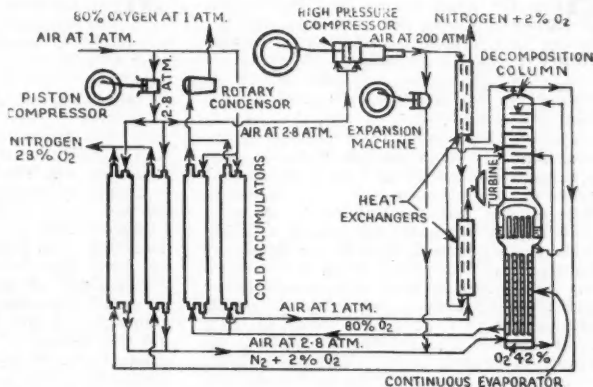 80% OXYGEN AT 1 ATM.
HIGH PRESSURE
COMPRESSOR
NITROGEN + 2% O2
AIR AT 1 ATM.
AIR AT 200 ATM.
DECOMPOSITION
COLUMN
PISTON
COMPRESSOR
2·8 ATM.
ROTARY
CONDENSOR
AIR AT 2·8 ATM.
EXPANSION
MACHINE
NITROGEN
23% O2
COLD ACCUMULATORS
HEAT
EXCHANGERS
TURBINE
AIR AT 1 ATM.
80% O2
AIR AT 2·8 ATM.
N2 + 2% O2
O2 42%
CONTINUOUS EVAPORATOR